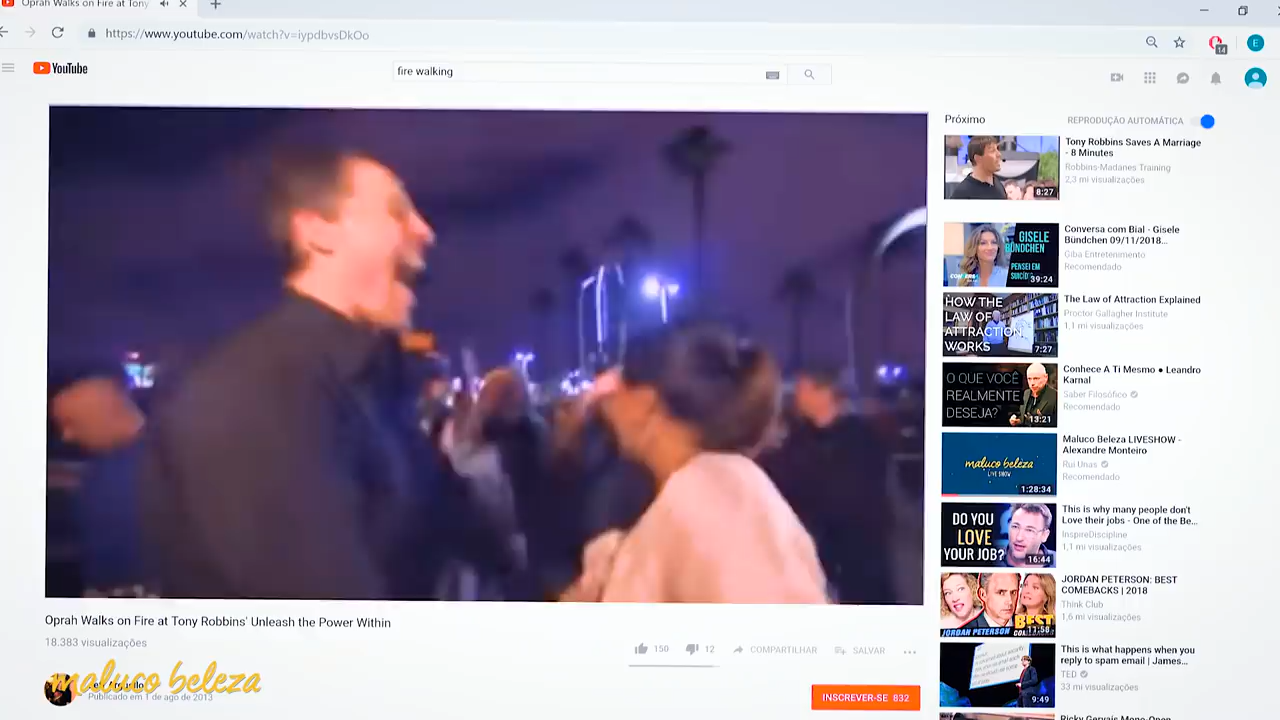 Oprah Walks on Fire at Tony
https://www.youtube.com/watch?v=iypdbvsDkOo
14
E
YouTube
fire walking
Próximo
REPRODUÇÃO AUTOMÁTICA
8:27
Tony Robbins Saves A Marriage
- 8 Minutes
Robbins-Madanes Training
2,3 mi visualizações
GISELE
BÜNDCHEN
PENSEI EM
39:24
Conversa com Bial - Gisele
Bündchen 09/11/2018...
Giba Entretenimento
Recomendado
HOW THE
LAW OF
ATTRACTION
WORKS
7:27
The Law of Attraction Explained
Proctor Gallagher Institute
1,1 mi visualizações
O QUE VOCÊ
REALMENTE
DESEJA?
13:21
Conhece A Ti Mesmo ● Leandro
Karnal
Saber Filosófico
Recomendado
maluco beleza
LIVE SHOW
1:28:34
Maluco Beleza LIVESHOW -
Alexandre Monteiro
Rui Unas
Recomendado
DO YOU
LOVE
YOUR JOB?
16:44
This is why many people don't
Love their jobs - One of the Be...
InspireDiscipline
1,1 mi visualizações
BEST
JORDAN PETERSON:
11:58
JORDAN PETERSON: BEST
COMEBACKS | 2018
Think Club
1,6 mi visualizações
9:49
This is what happens when you
reply to spam email | James...
TED
33 mi visualizações
Oprah Walks on Fire at Tony Robbins' Unleash the Power Within
18.383 visualizações
150
12
COMPARTILHAR
SALVAR
maluco beleza
Publicado em 1 de ago de 2013
INSCREVER-SE 832